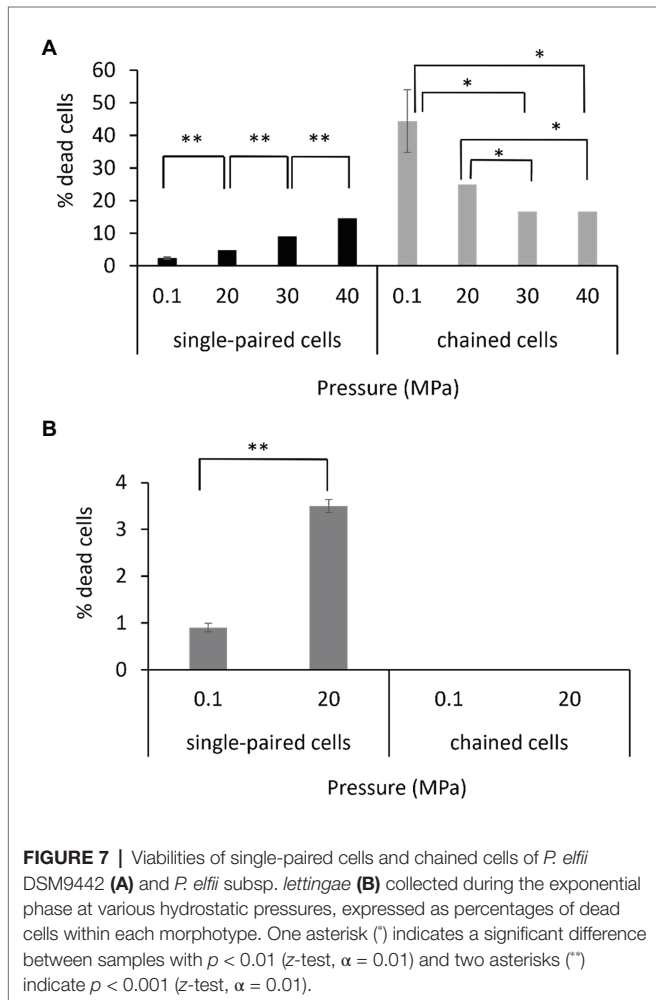 A
% dead cells
60
50
40
30
20
10
0
** ** ** * * * *
0.1 20 30 40 0.1 20 30 40
single-paired cells chained cells
Pressure (MPa)
B
% dead cells
4
3
2
1
0
**
0.1 20 0.1 20
single-paired cells chained cells
Pressure (MPa)
FIGURE 7 | Viabilities of single-paired cells and chained cells of P. elfii
DSM9442 (A) and P. elfii subsp. lettingae (B) collected during the exponential
phase at various hydrostatic pressures, expressed as percentages of dead
cells within each morphotype. One asterisk (*) indicates a significant difference
between samples with p < 0.01 (z-test, α = 0.01) and two asterisks (**)
indicate p < 0.001 (z-test, α = 0.01).